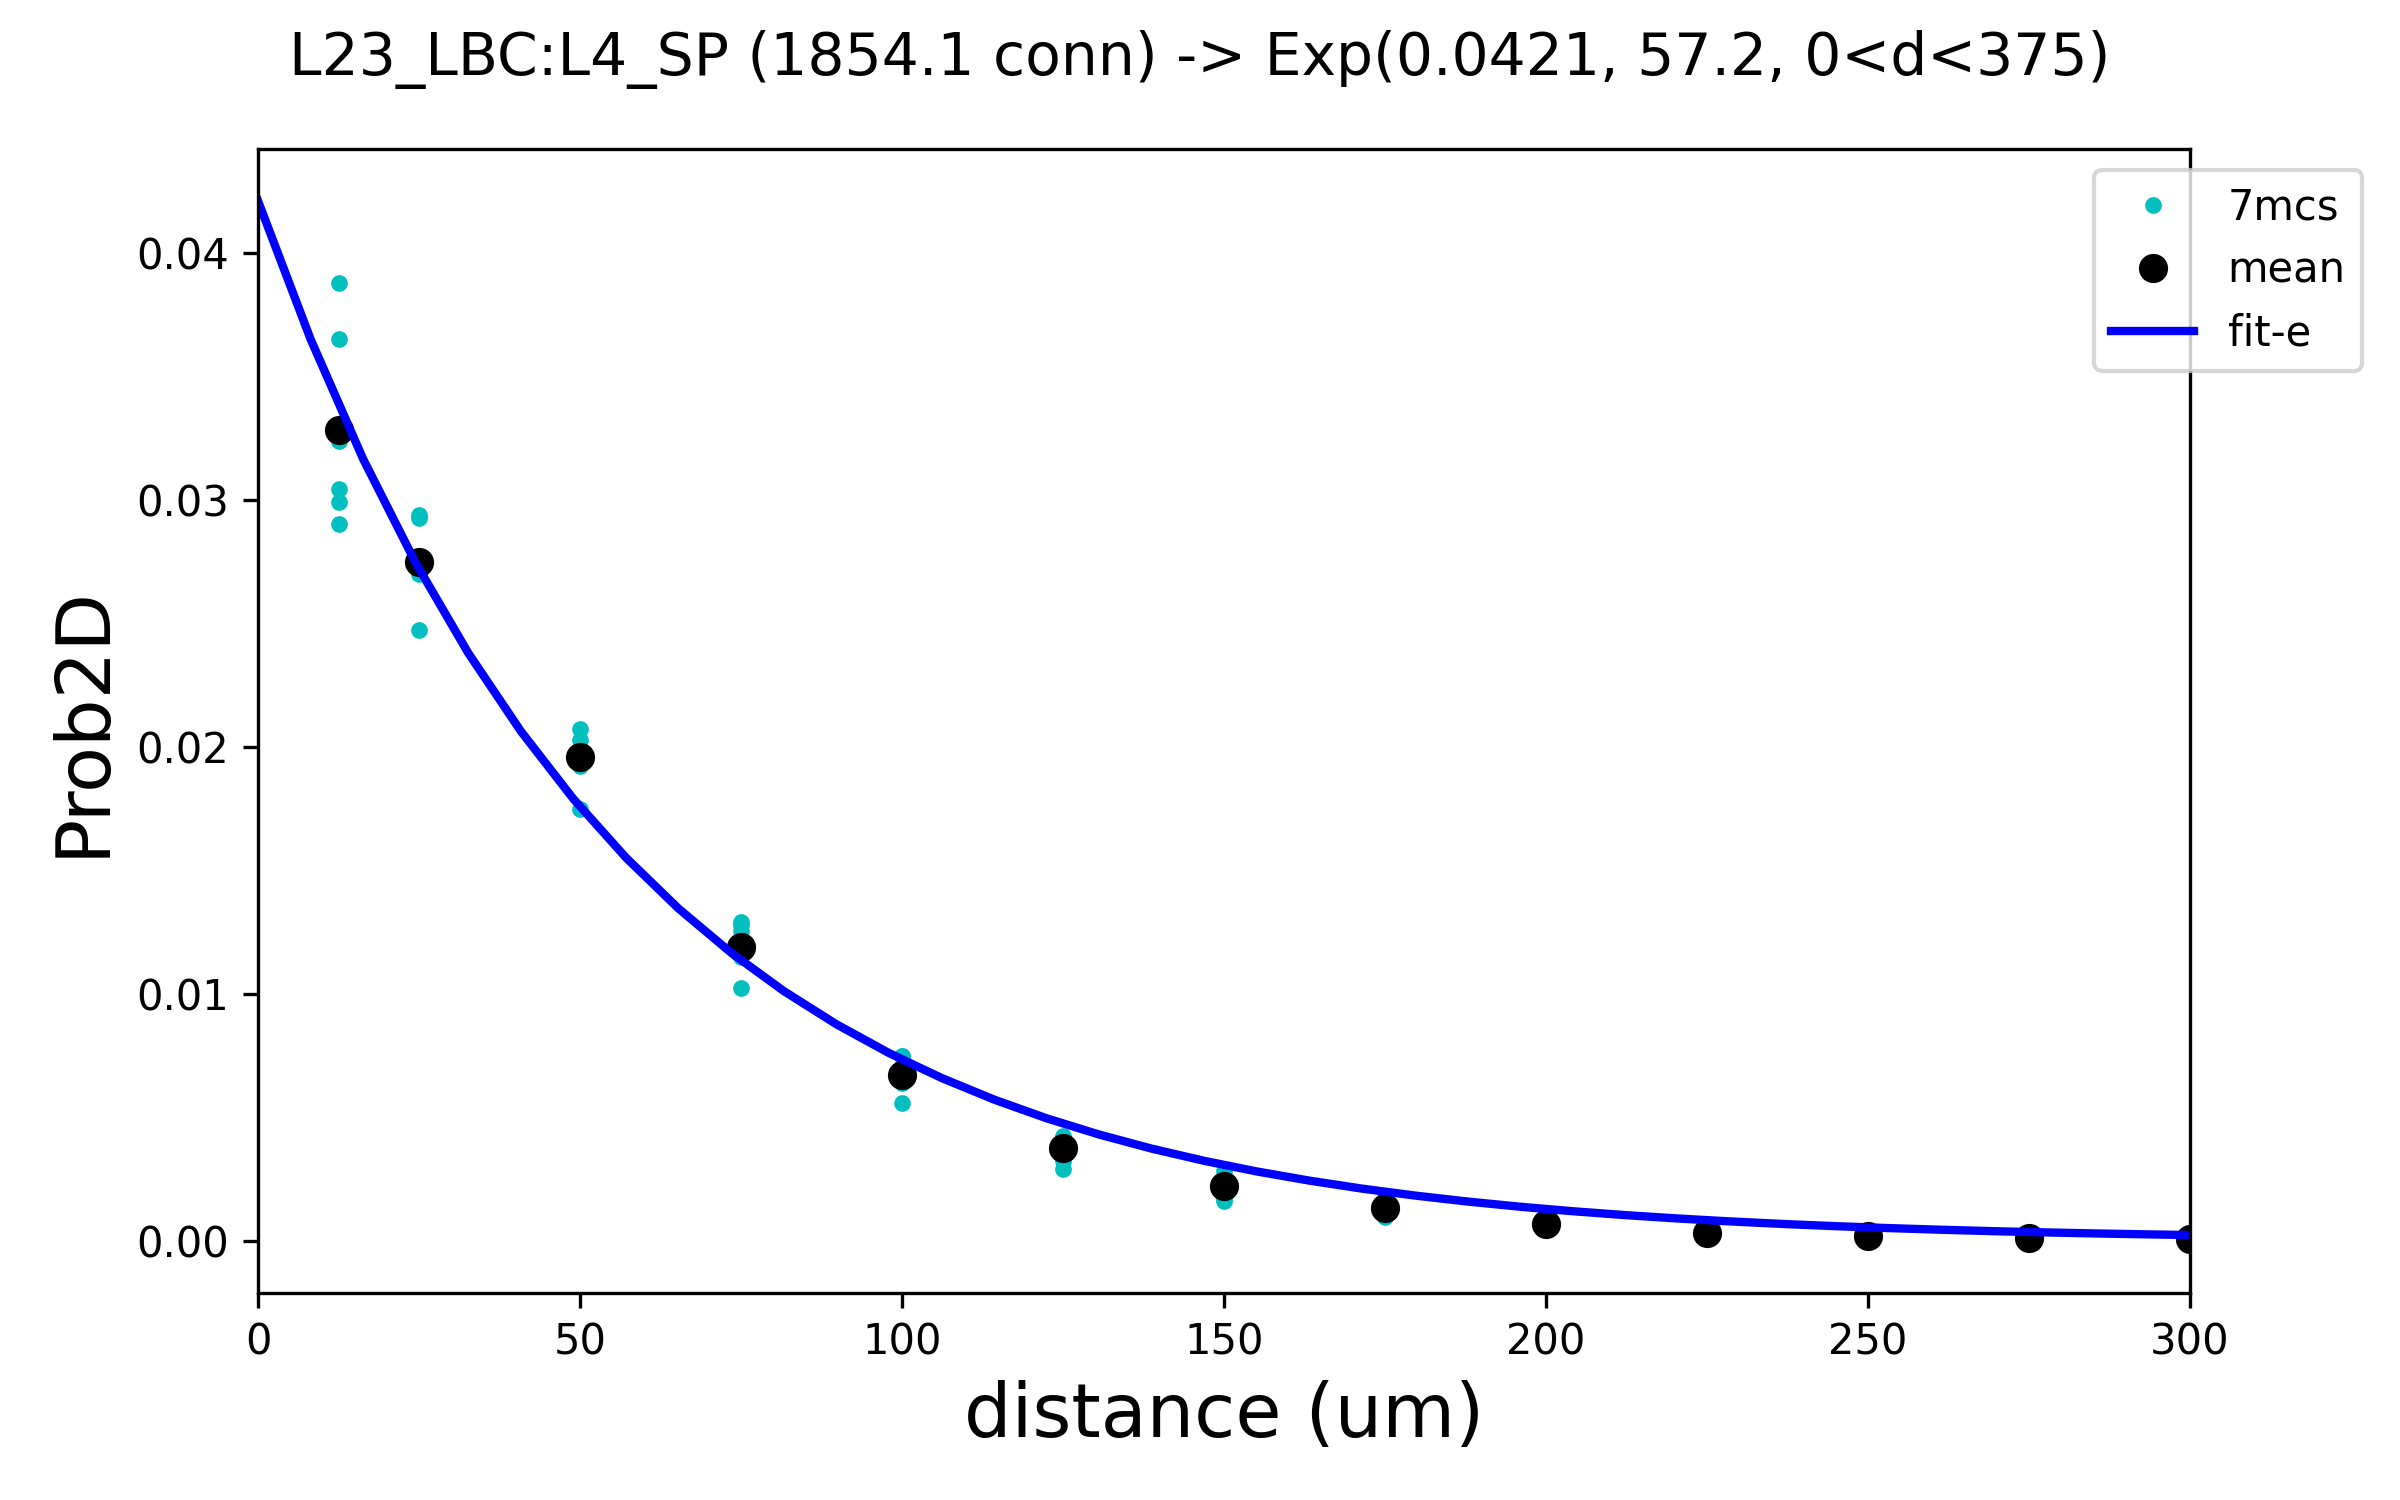 L23_LBC:L4_SP (1854.1 conn) -> Exp(0.0421, 57.2, 0<d<375)
7mcs
mean
fit-e
Prob2D
0.04
0.03
0.02
0.01
0.00
0 50 100 150 200 250 300
distance (um)